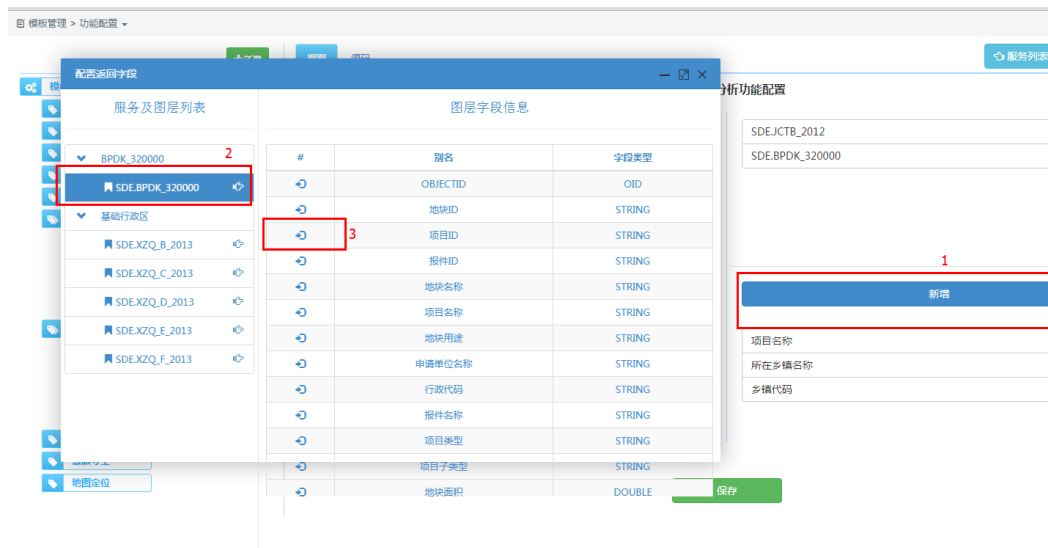 模板管理 > 功能配置
服务列表
配置返回字段
分析功能配置
服务及图层列表
图层字段信息
SDE.JCTB_2012
SDE.BPDK_320000
BPDK_320000
2
SDE.BPDK_320000
基础行政区
SDE.XZQ_B_2013
SDE.XZQ_C_2013
SDE.XZQ_D_2013
SDE.XZQ_E_2013
SDE.XZQ_F_2013
# 别名 字段类型
OBJECTID OID
地块ID STRING
项目ID STRING
3
报件ID STRING
地块名称 STRING
项目名称 STRING
地块用途 STRING
申请单位名称 STRING
行政代码 STRING
报件名称 STRING
项目类型 STRING
项目子类型 STRING
地块面积 DOUBLE
1
新增
项目名称
所在乡镇名称
乡镇代码
地图定位
保存